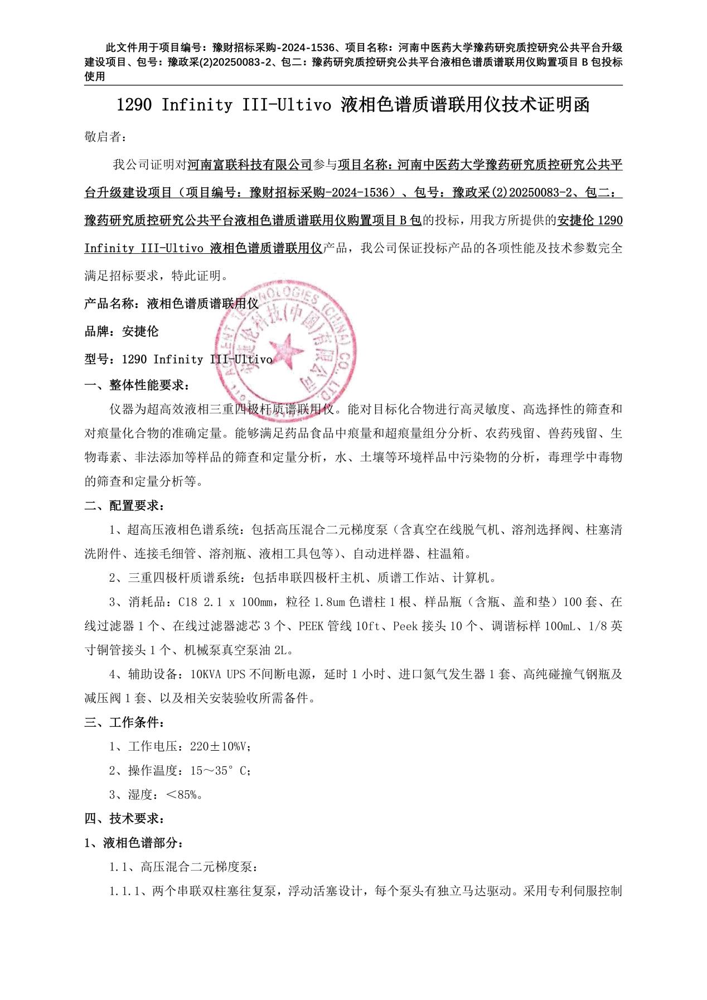 此文件用于项目编号：豫财招标采购-2024-1536、项目名称：河南中医药大学豫药研究质控研究公共平台升级
建设项目、包号：豫政采(2)20250083-2、包二：豫药研究质控研究公共平台液相色谱质谱联用仪购置项目 B 包投标
使用
1290 Infinity III-Ultivo 液相色谱质谱联用仪技术证明函
敬启者：
我公司证明对河南富联科技有限公司参与项目名称：河南中医药大学豫药研究质控研究公共平
台升级建设项目（项目编号：豫财招标采购-2024-1536）、包号：豫政采(2)20250083-2、包二：
豫药研究质控研究公共平台液相色谱质谱联用仪购置项目 B 包的投标，用我方所提供的安捷伦 1290
Infinity III-Ultivo 液相色谱质谱联用仪产品，我公司保证投标产品的各项性能及技术参数完全
满足招标要求，特此证明。
产品名称：液相色谱质谱联用仪
品牌：安捷伦
型号：1290 Infinity III-Ultivo
AGILENT TECHNOLOGIES (CHINA) CO., LTD.
安捷伦科技(中国)有限公司
一、整体性能要求：
仪器为超高效液相三重四极杆质谱联用仪。能对目标化合物进行高灵敏度、高选择性的筛查和
对痕量化合物的准确定量。能够满足药品食品中痕量和超痕量组分分析、农药残留、兽药残留、生
物毒素、非法添加等样品的筛查和定量分析，水、土壤等环境样品中污染物的分析，毒理学中毒物
的筛查和定量分析等。
二、配置要求：
1、超高压液相色谱系统：包括高压混合二元梯度泵（含真空在线脱气机、溶剂选择阀、柱塞清
洗附件、连接毛细管、溶剂瓶、液相工具包等）、自动进样器、柱温箱。
2、三重四极杆质谱系统：包括串联四极杆主机、质谱工作站、计算机。
3、消耗品：C18 2.1 x 100mm，粒径 1.8um 色谱柱 1 根、样品瓶（含瓶、盖和垫）100 套、在
线过滤器 1 个、在线过滤器滤芯 3 个、PEEK 管线 10ft、Peek 接头 10 个、调谐标样 100mL、1/8 英
寸铜管接头 1 个、机械泵真空泵油 2L。
4、辅助设备：10KVA UPS 不间断电源，延时 1 小时、进口氮气发生器 1 套、高纯碰撞气钢瓶及
减压阀 1 套、以及相关安装验收所需备件。
三、工作条件：
1、工作电压：220±10%V；
2、操作温度：15～35°C；
3、湿度：＜85%。
四、技术要求：
1、液相色谱部分：
1.1、高压混合二元梯度泵：
1.1.1、两个串联双柱塞往复泵，浮动活塞设计，每个泵头有独立马达驱动。采用专利伺服控制